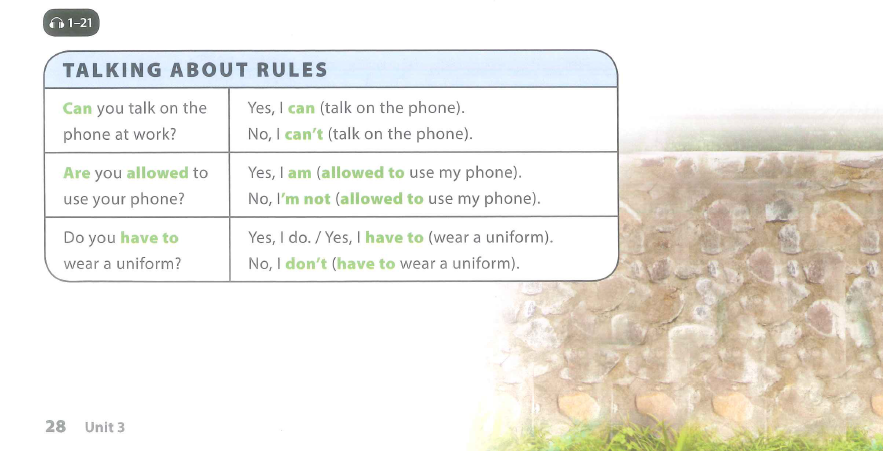 1–21
TALKING ABOUT RULES
Can you talk on the
phone at work?
Yes, I can (talk on the phone).
No, I can't (talk on the phone).
Are you allowed to
use your phone?
Yes, I am (allowed to use my phone).
No, I'm not (allowed to use my phone).
Do you have to
wear a uniform?
Yes, I do. / Yes, I have to (wear a uniform).
No, I don't (have to wear a uniform).
28 Unit 3